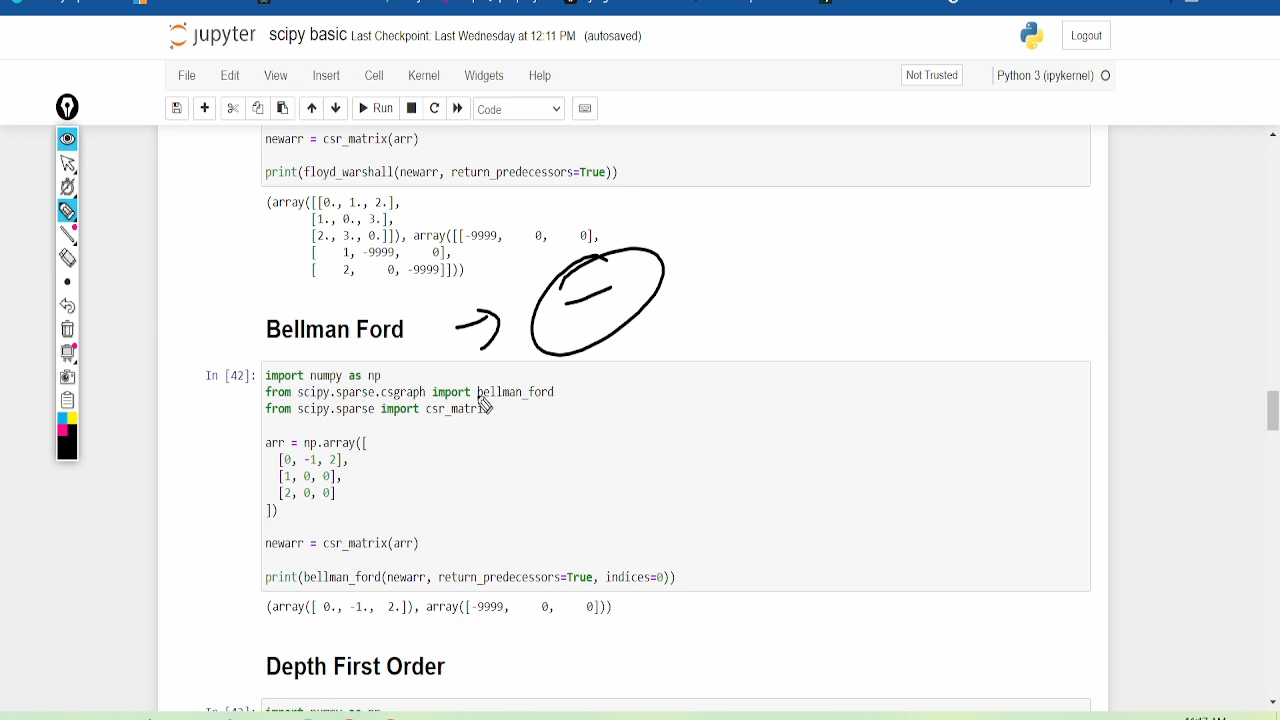 jupyter scipy basic Last Checkpoint: Last Wednesday at 12:11 PM (autosaved) Logout
File Edit View Insert Cell Kernel Widgets Help Not Trusted Python 3 (ipykernel)
Run Code
newarr = csr_matrix(arr)
print(floyd_warshall(newarr, return_predecessors=True))
(array([[0., 1., 2.],
[1., 0., 3.],
[2., 3., 0.]]), array([[-9999, 0, 0],
[ 1, -9999, 0],
[ 2, 0, -9999]]))
Bellman Ford
In [42]: import numpy as np
from scipy.sparse.csgraph import bellman_ford
from scipy.sparse import csr_matrix
arr = np.array([
[0, -1, 2],
[1, 0, 0],
[2, 0, 0]
])
newarr = csr_matrix(arr)
print(bellman_ford(newarr, return_predecessors=True, indices=0))
(array([ 0., -1., 2.]), array([-9999, 0, 0]))
Depth First Order